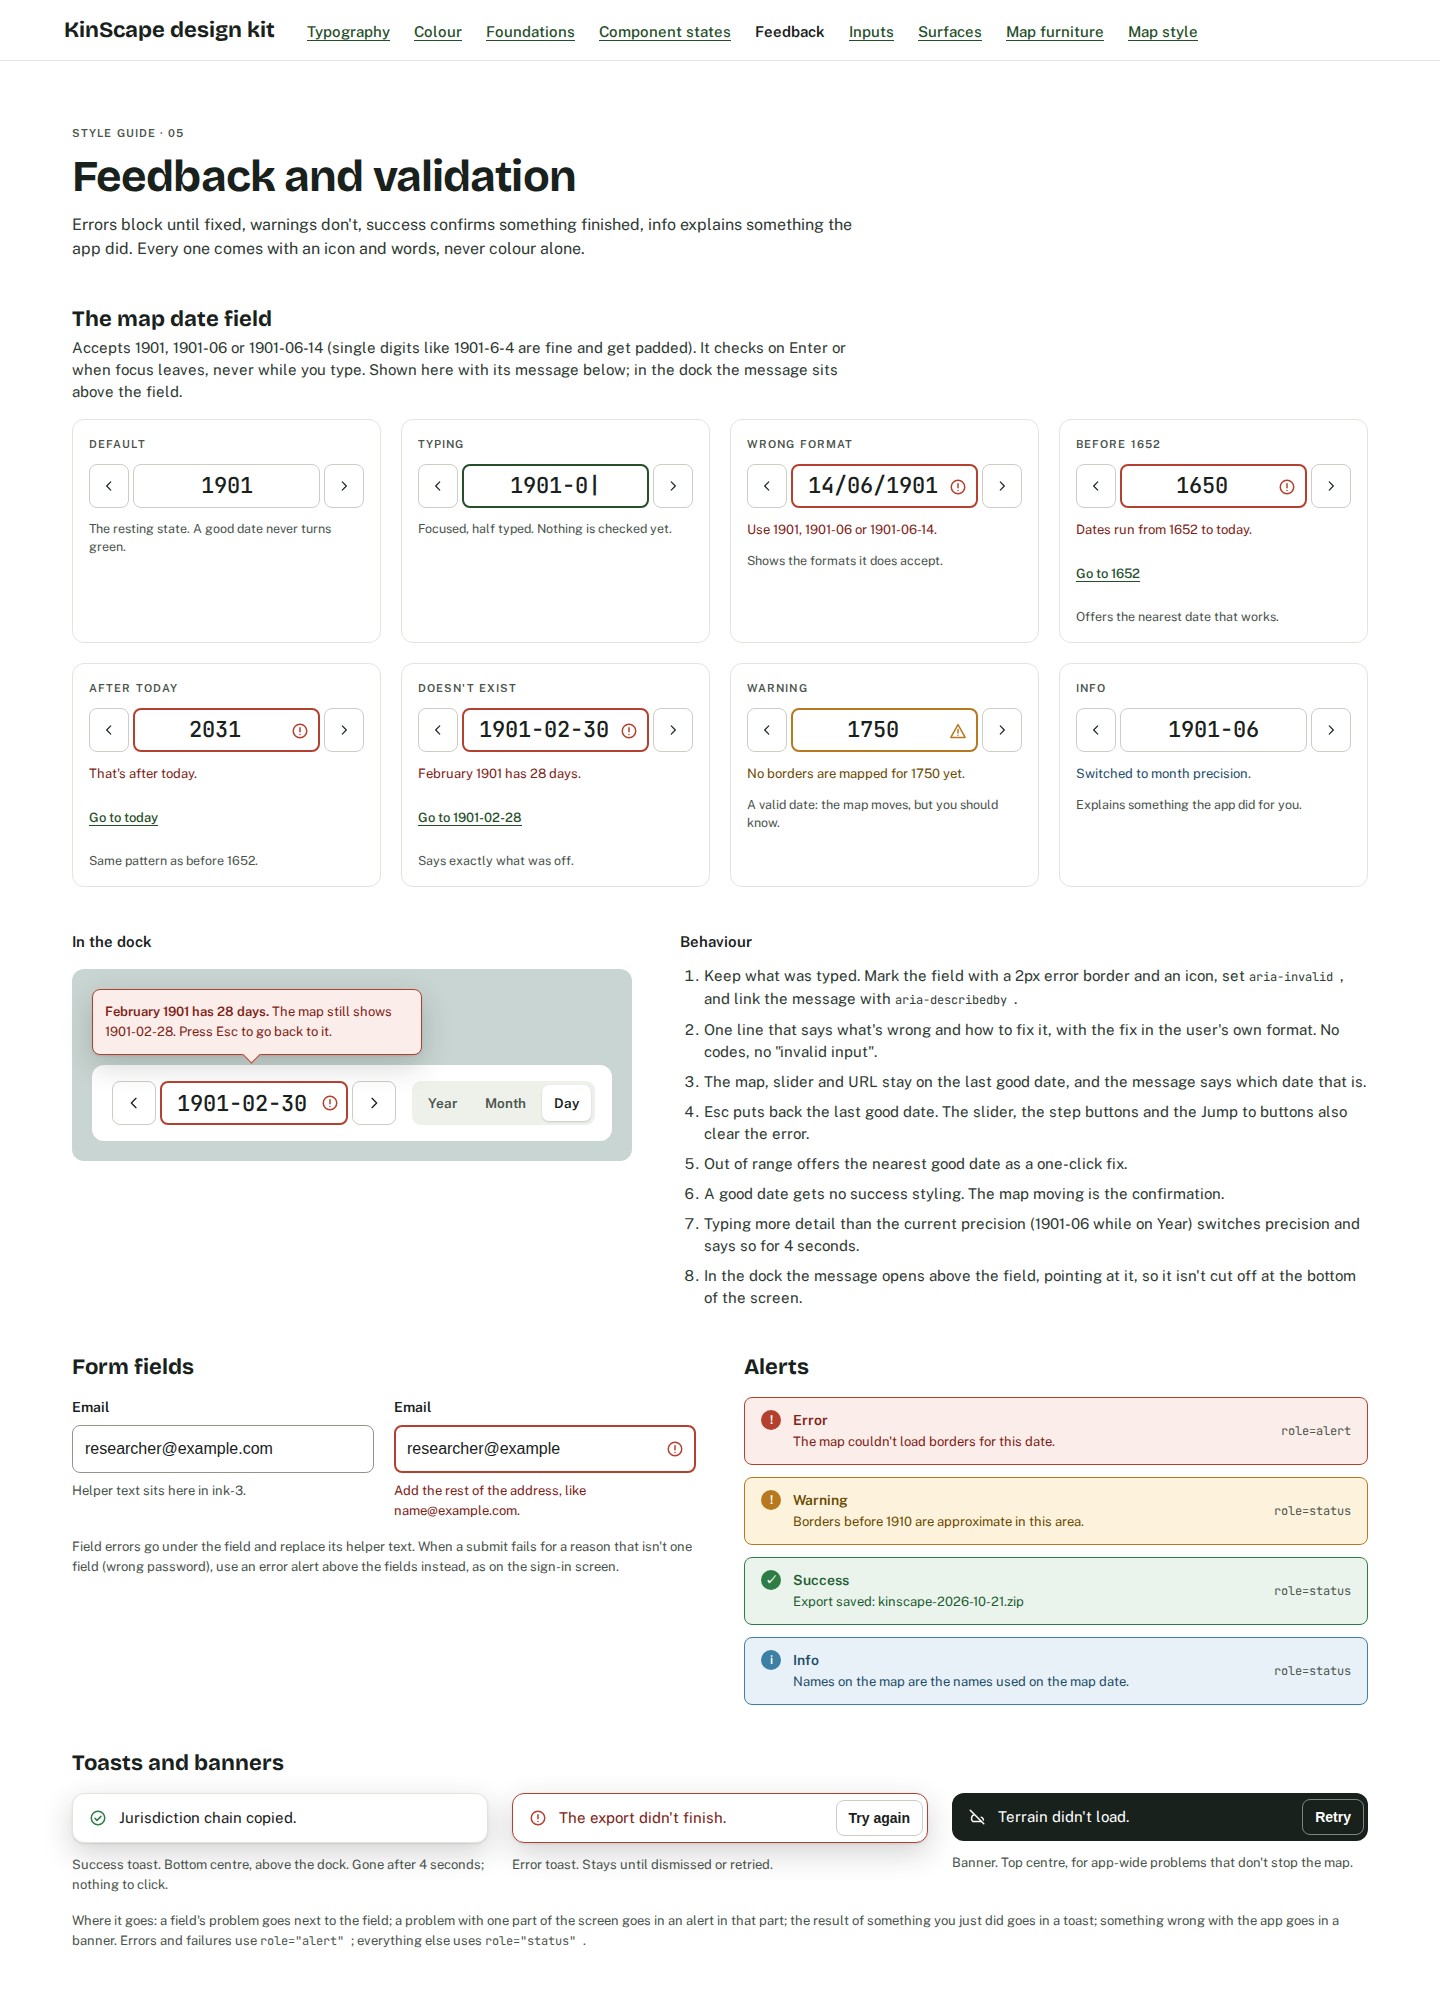 KinScape design kit
Typography
Colour
Foundations
Component states
Feedback
Inputs
Surfaces
Map furniture
Map style
STYLE GUIDE · 05
Feedback and validation
Errors block until fixed, warnings don't, success confirms something finished, info explains something the
app did. Every one comes with an icon and words, never colour alone.
The map date field
Accepts 1901, 1901-06 or 1901-06-14 (single digits like 1901-6-4 are fine and get padded). It checks on Enter or
when focus leaves, never while you type. Shown here with its message below; in the dock the message sits
above the field.
DEFAULT
1901
The resting state. A good date never turns
green.
TYPING
1901-0|
Focused, half typed. Nothing is checked yet.
WRONG FORMAT
14/06/1901
Use 1901, 1901-06 or 1901-06-14.
Shows the formats it does accept.
BEFORE 1652
1650
Dates run from 1652 to today.
Go to 1652
Offers the nearest date that works.
AFTER TODAY
2031
That's after today.
Go to today
Same pattern as before 1652.
DOESN'T EXIST
1901-02-30
February 1901 has 28 days.
Go to 1901-02-28
Says exactly what was off.
WARNING
1750
No borders are mapped for 1750 yet.
A valid date: the map moves, but you should
know.
INFO
1901-06
Switched to month precision.
Explains something the app did for you.
In the dock
February 1901 has 28 days. The map still shows
1901-02-28. Press Esc to go back to it.
1901-02-30
Year
Month
Day
Behaviour
1. Keep what was typed. Mark the field with a 2px error border and an icon, set aria-invalid ,
and link the message with aria-describedby .
2. One line that says what's wrong and how to fix it, with the fix in the user's own format. No
codes, no "invalid input".
3. The map, slider and URL stay on the last good date, and the message says which date that is.
4. Esc puts back the last good date. The slider, the step buttons and the Jump to buttons also
clear the error.
5. Out of range offers the nearest good date as a one-click fix.
6. A good date gets no success styling. The map moving is the confirmation.
7. Typing more detail than the current precision (1901-06 while on Year) switches precision and
says so for 4 seconds.
8. In the dock the message opens above the field, pointing at it, so it isn't cut off at the bottom
of the screen.
Form fields
Email
researcher@example.com
Helper text sits here in ink-3.
Email
researcher@example
Add the rest of the address, like
name@example.com.
Field errors go under the field and replace its helper text. When a submit fails for a reason that isn't one
field (wrong password), use an error alert above the fields instead, as on the sign-in screen.
Alerts
Error
The map couldn't load borders for this date.
role=alert
Warning
Borders before 1910 are approximate in this area.
role=status
Success
Export saved: kinscape-2026-10-21.zip
role=status
Info
Names on the map are the names used on the map date.
role=status
Toasts and banners
Jurisdiction chain copied.
Success toast. Bottom centre, above the dock. Gone after 4 seconds;
nothing to click.
The export didn't finish.
Try again
Error toast. Stays until dismissed or retried.
Terrain didn't load.
Retry
Banner. Top centre, for app-wide problems that don't stop the map.
Where it goes: a field's problem goes next to the field; a problem with one part of the screen goes in an alert in that part; the result of something you just did goes in a toast; something wrong with the app goes in a
banner. Errors and failures use role="alert" ; everything else uses role="status" .